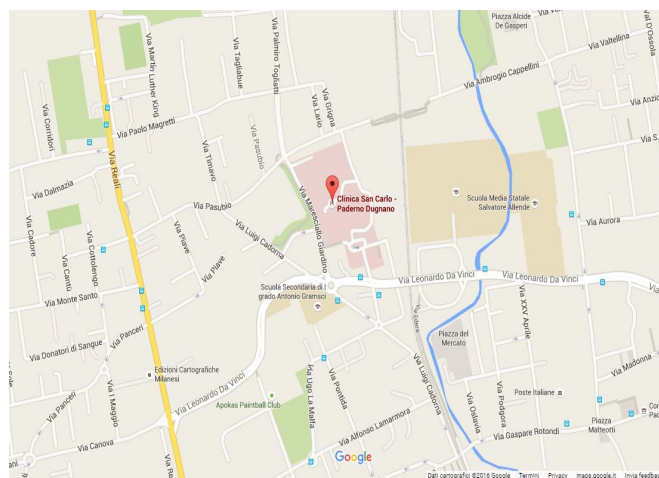 Piazza Alcide
De Gasperi
Via Valtellina
Val D'Ossola
Via Martin Luther King
Via Tagliabue
Via Palmiro Togliatti
Via Ambrogio Cappellini
Via Grigna
Via Lario
Via Corridori
Via Paolo Magretti
Via Reali
Via Timavo
Via Pasubio
Via Dalmazia
Via Pasubio
Clinica San Carlo -
Paderno Dugnano
Scuola Media Statale
Salvatore Allende
Via Aurora
Via Cadore
Via Cottolengo
Via Cantù
Via Piave
Via Piave
Via Luigi Cadorna
Via Maresciallo Giardino
Via Leonardo Da Vinci
Via Leonardo Da Vinci
Scuola Secondaria di I
grado Antonio Gramsci
Via Monte Santo
Via Panceri
Via Edera
Via XXV Aprile
Piazza del
Mercato
Via Donatori di Sangue
Edizioni Cartografiche
Milanesi
Via Madonna
Via Leonardo Da Vinci
Apokas Paintball Club
Via Ugo La Malfa
Via Pontida
Via Luigi Cadorna
Via Oslavia
Via Podgora
Poste Italiane
Via Panceri
Via I Maggio
Via Alfonso Lamarmora
Via Gaspare Rotondi
Piazza
Matteotti
Via Canova
Google
Dati cartografici ©2016 Google Termini Privacy maps.google.it Invia feedback